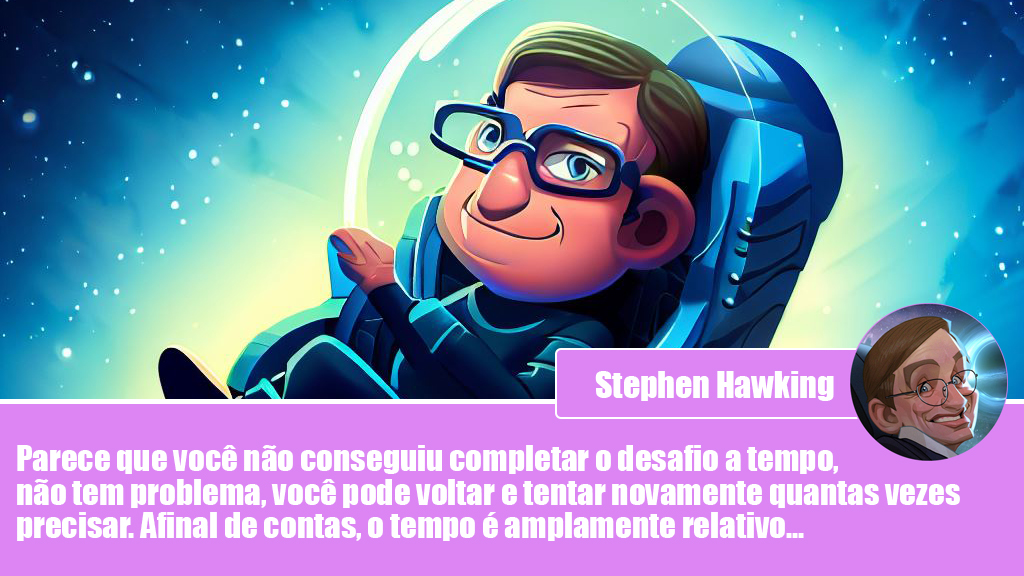 Stephen Hawking
Parece que você não conseguiu completar o desafio a tempo,
não tem problema, você pode voltar e tentar novamente quantas vezes
precisar. Afinal de contas, o tempo é amplamente relativo...